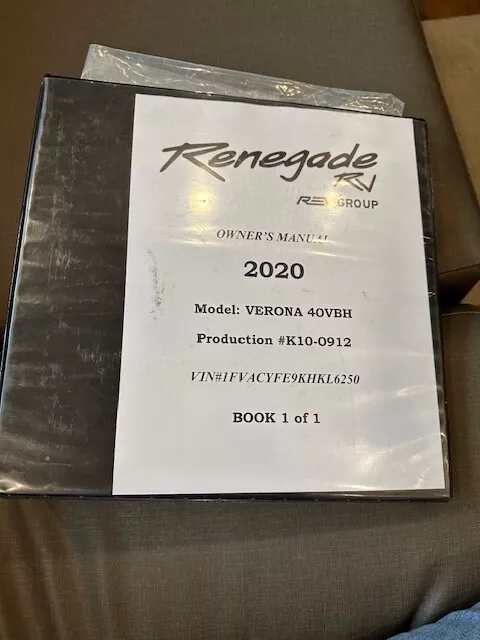 Renegade
RV
REV GROUP
OWNER'S MANUAL
2020
Model: VERONA 40VBH
Production #K10-0912
VIN#1FVACYFE9KHKL6250
BOOK 1 of 1